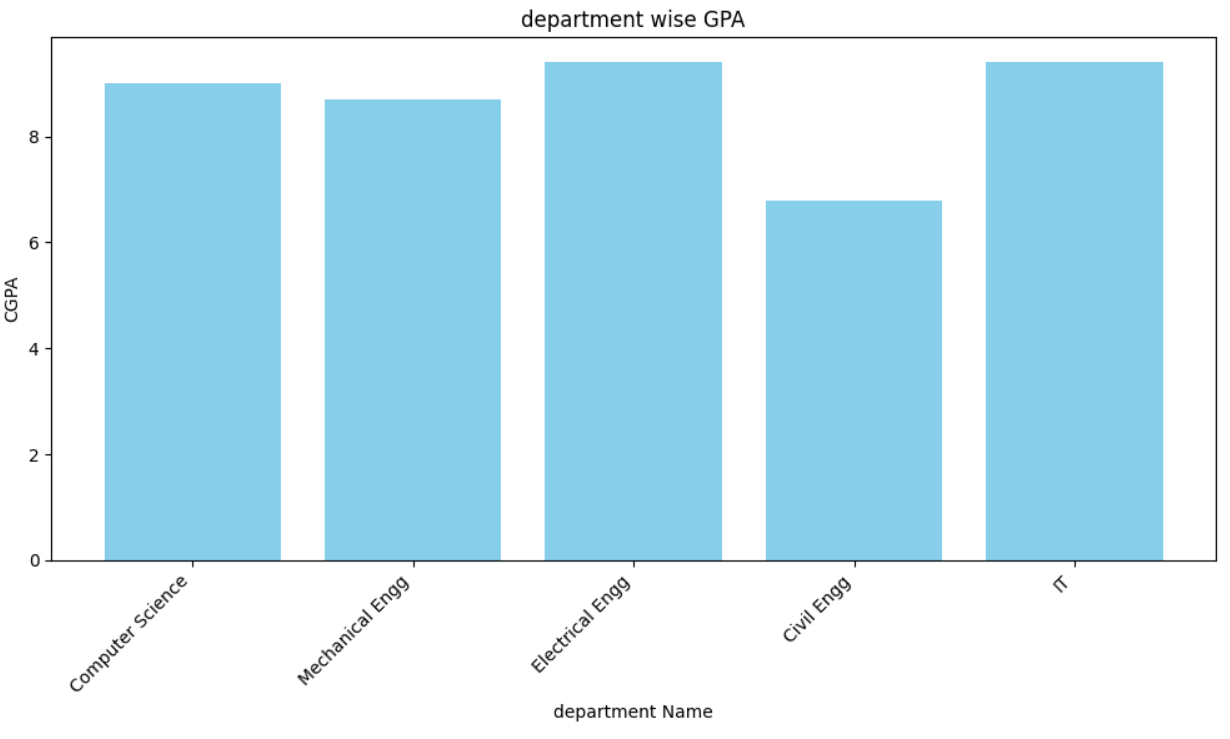 department wise GPA
8
6
4
2
0
CGPA
Computer Science
Mechanical Engg
Electrical Engg
Civil Engg
IT
department Name